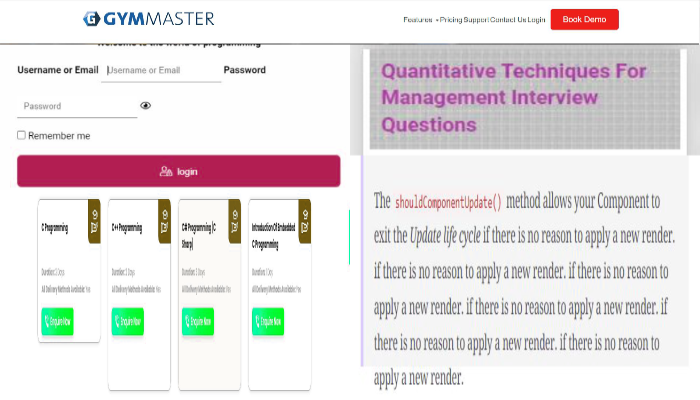 GYMMASTER
Features Pricing Support Contact Us Login Book Demo
Welcome to the world of programming
Username or Email Username or Email Password
Password
Remember me
login
C Programming
Duration: 3 Days
All Delivery Methods Available: Yes
Enquire Now
C++ Programming
Duration: 3 Days
All Delivery Methods Available: Yes
Enquire Now
C# Programming (C
Sharp)
Duration: 3 Days
All Delivery Methods Available: Yes
Enquire Now
Introduction Of Embedded
C Programming
Duration: 1 Day
All Delivery Methods Available: Yes
Enquire Now
Quantitative Techniques For
Management Interview
Questions
The shouldComponentUpdate() method allows your Component to
exit the Update life cycle if there is no reason to apply a new render.
if there is no reason to apply a new render. if there is no reason to
apply a new render. if there is no reason to apply a new render. if
there is no reason to apply a new render. if there is no reason to
apply a new render.